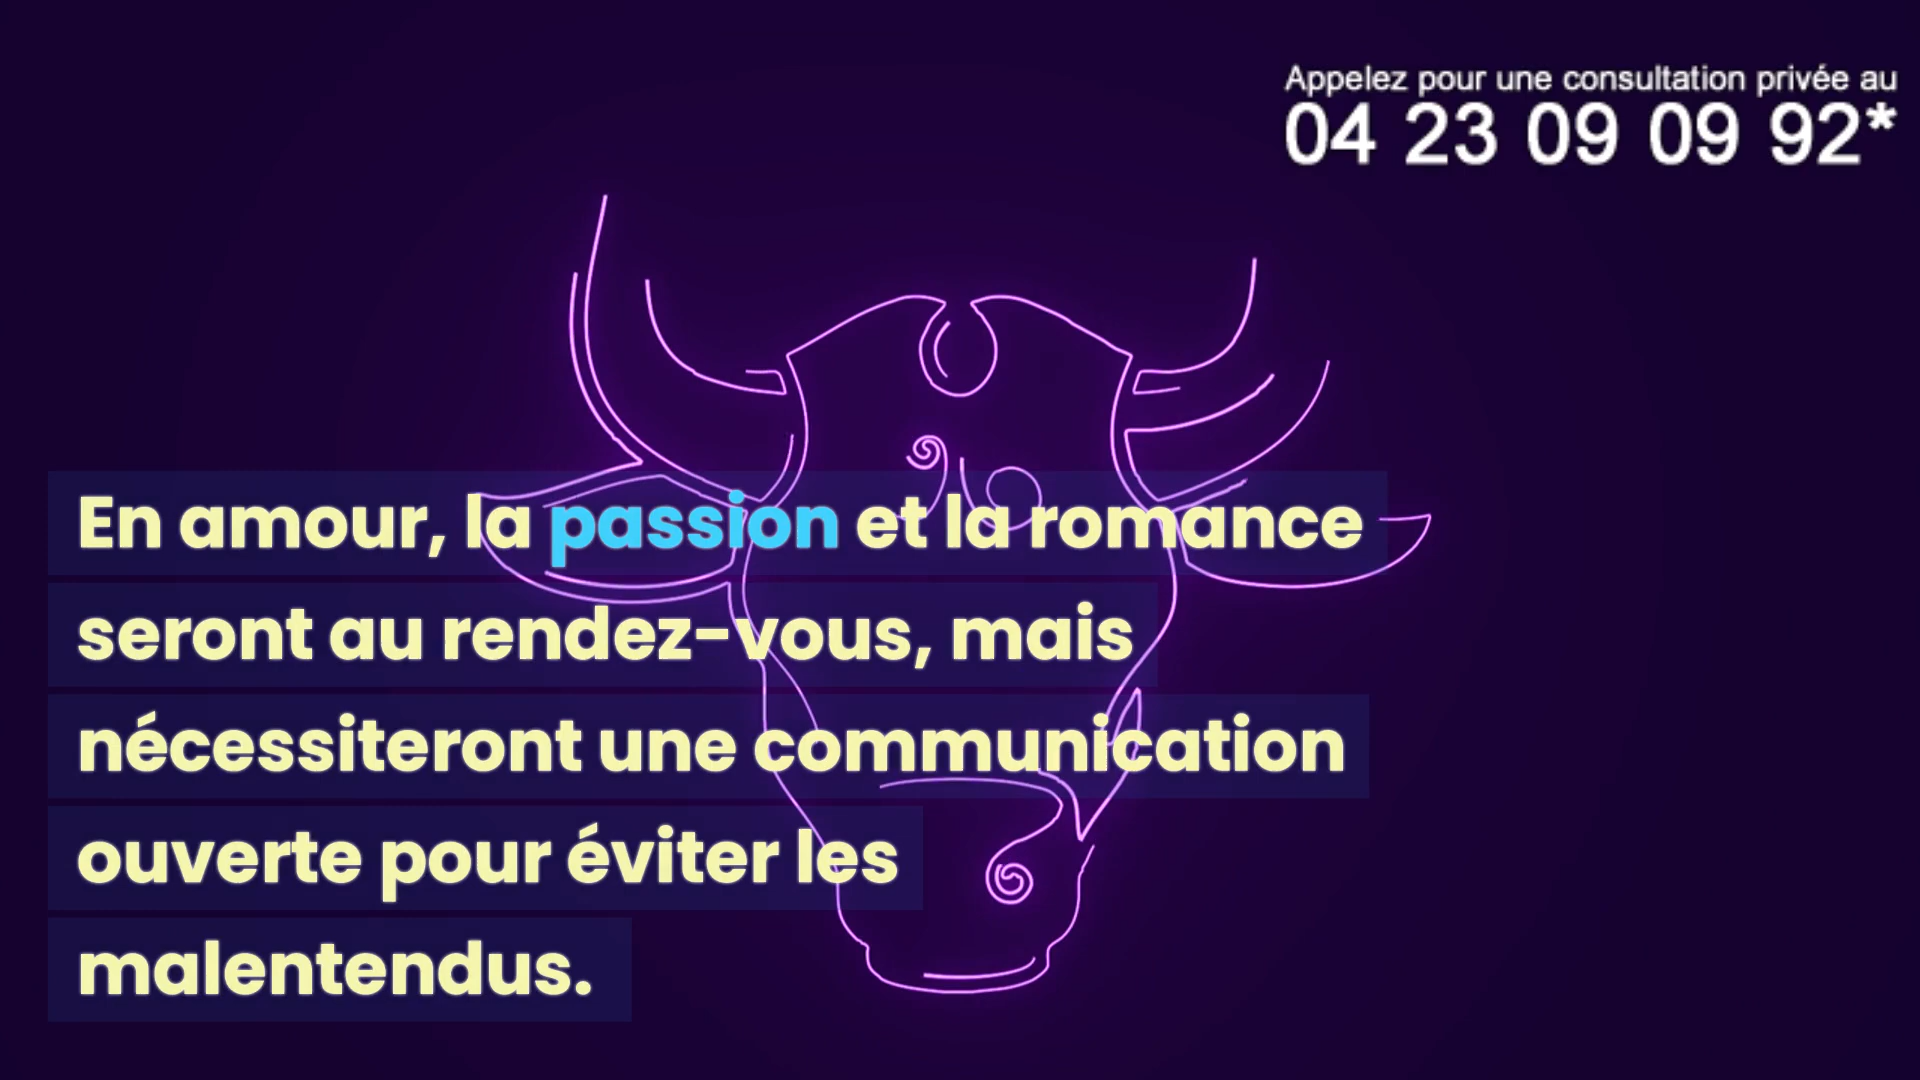 Appelez pour une consultation privée au
04 23 09 09 92*
En amour, la passion et la romance
seront au rendez-vous, mais
nécessiteront une communication
ouverte pour éviter les
malentendus.